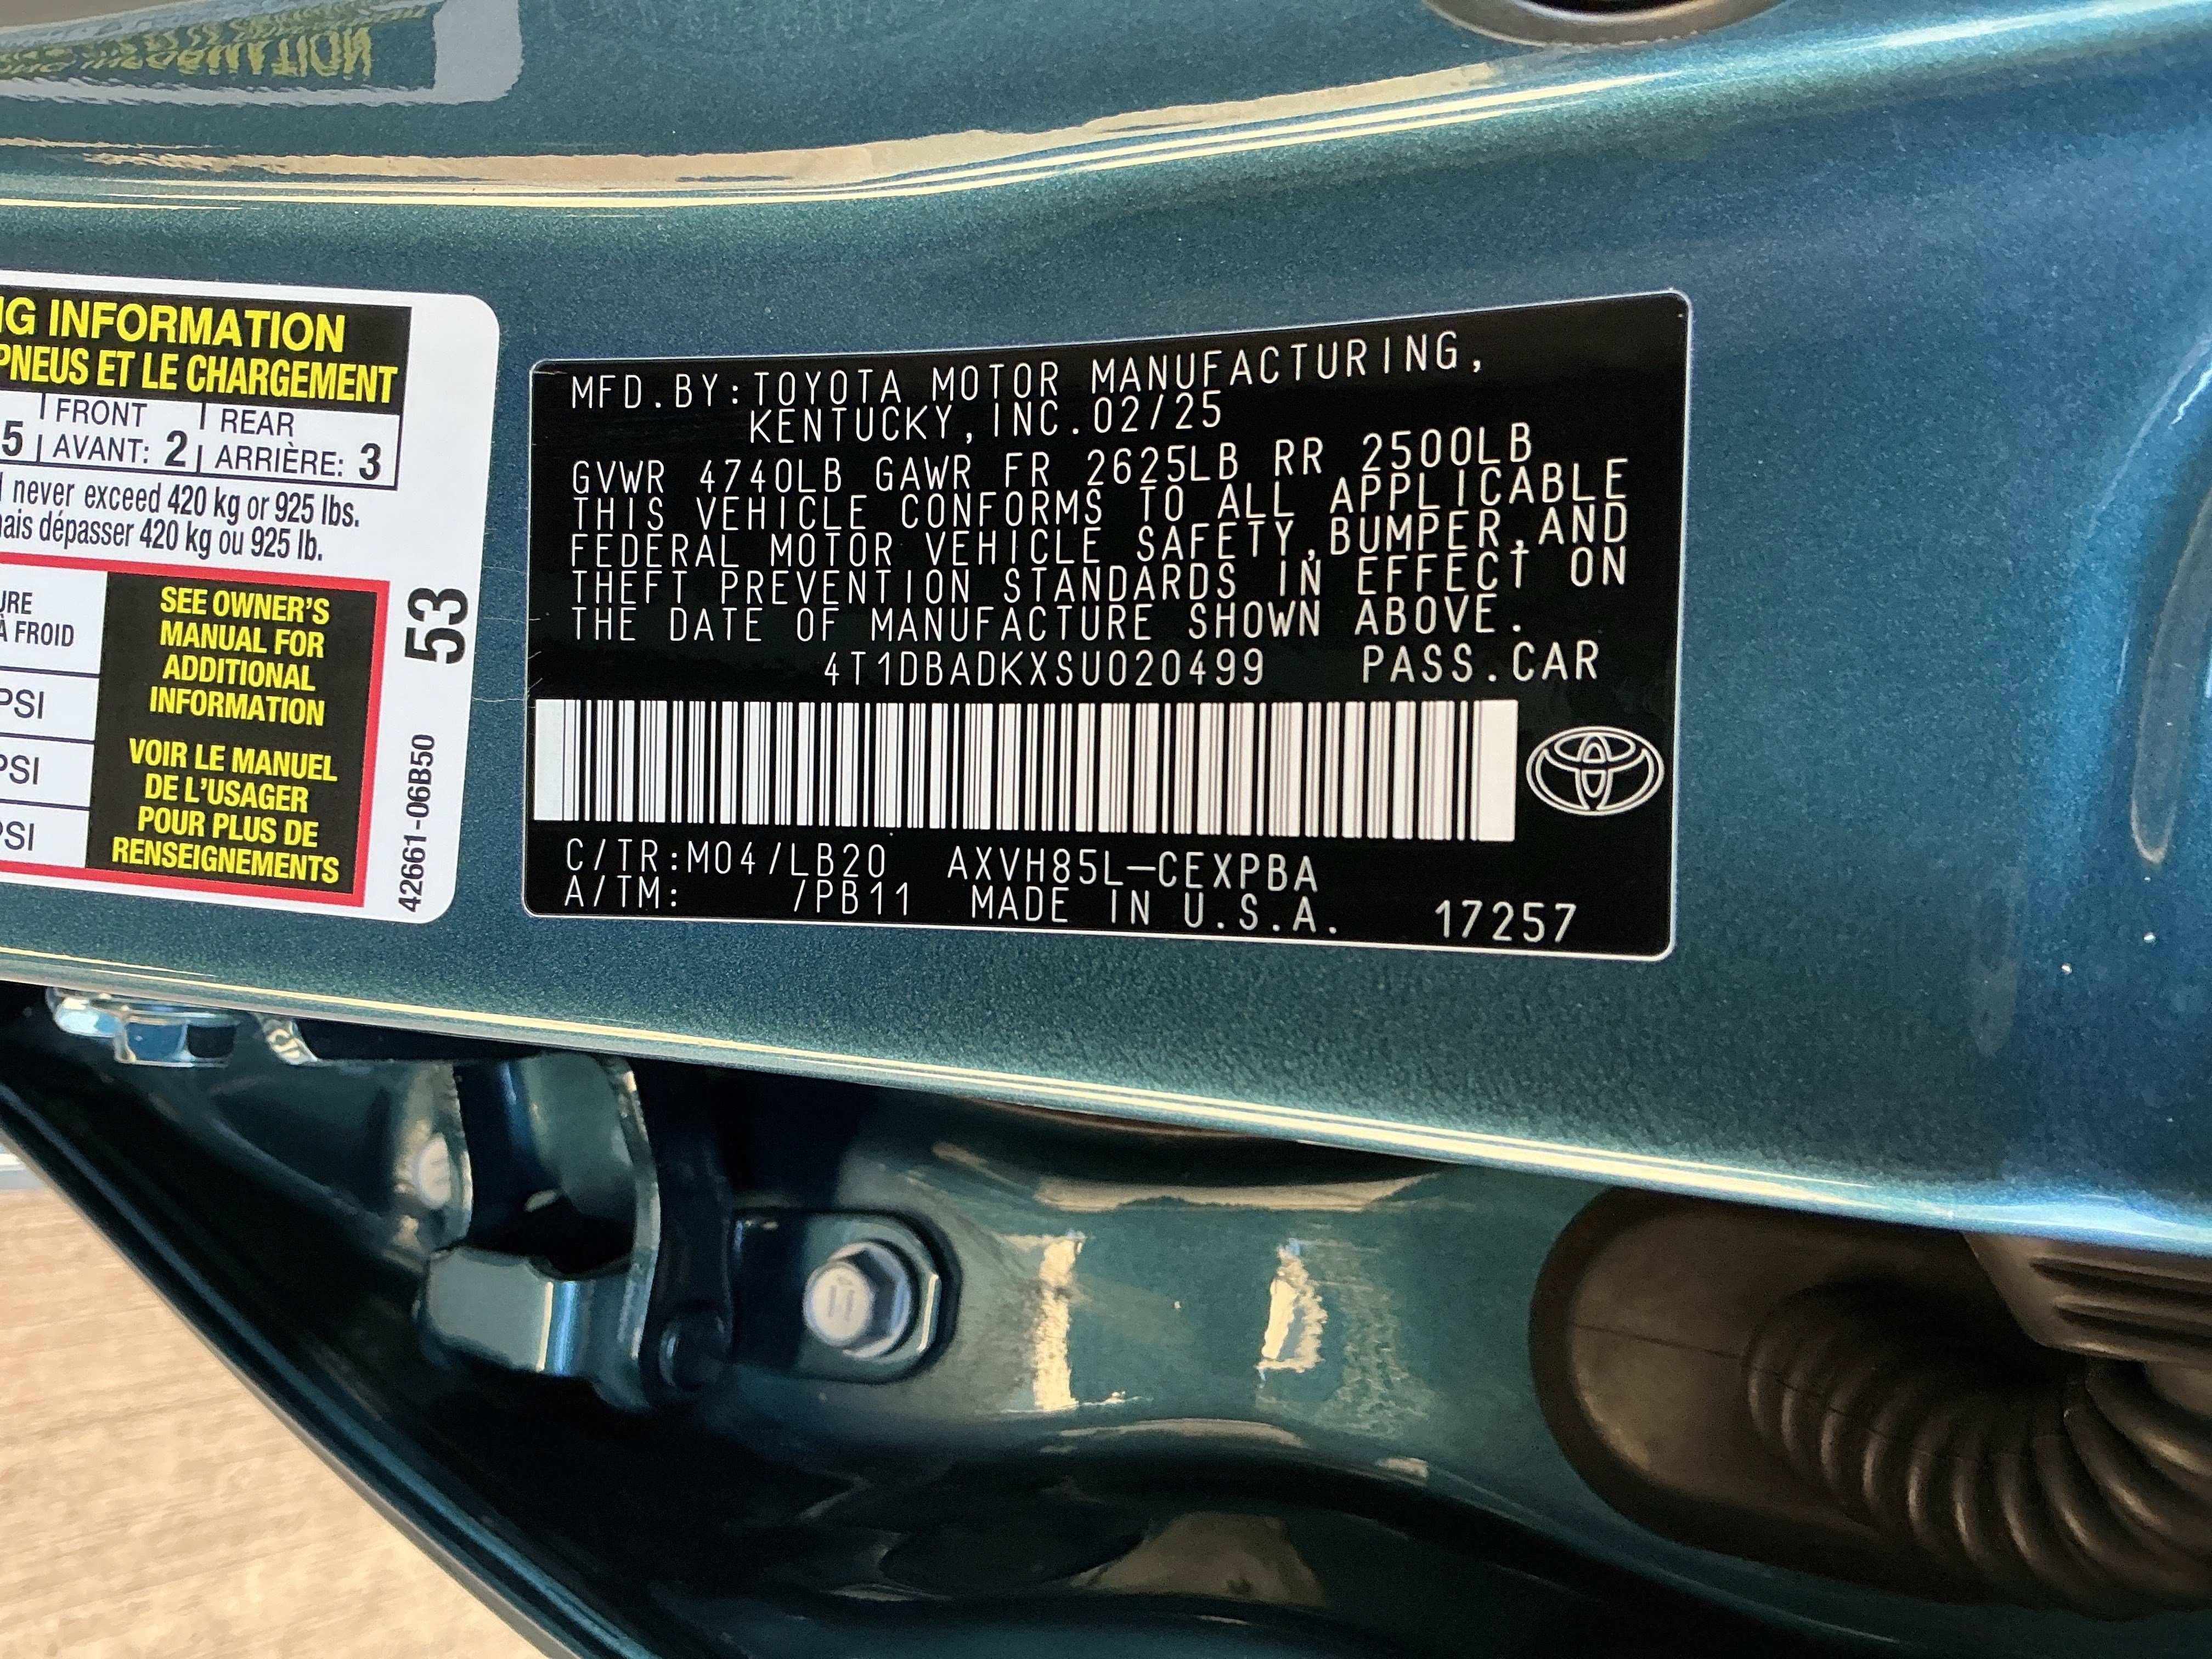 G INFORMATION
PNEUS ET LE CHARGEMENT
5 FRONT REAR
AVANT: 2 ARRIÈRE: 3
never exceed 420 kg or 925 lbs.
dépasser 420 kg ou 925 lb.
À FROID
PSI
PSI
PSI
SEE OWNER'S
MANUAL FOR
ADDITIONAL
INFORMATION
VOIR LE MANUEL
DE L'USAGER
POUR PLUS DE
RENSEIGNEMENTS
53
42661-06B50
MFD.BY:TOYOTA MOTOR MANUFACTURING,
KENTUCKY,INC.02/25
GVWR 4740LB GAWR FR 2625LB RR 2500LB
THIS VEHICLE CONFORMS TO ALL APPLICABLE
FEDERAL MOTOR VEHICLE SAFETY,BUMPER,AND
THEFT PREVENTION STANDARDS IN EFFECT ON
THE DATE OF MANUFACTURE SHOWN ABOVE.
4T1DBADKXSU020499 PASS.CAR
C/TR:M04/LB20 AXVH85L-CEXPBA
A/TM: /PB11 MADE IN U.S.A. 17257